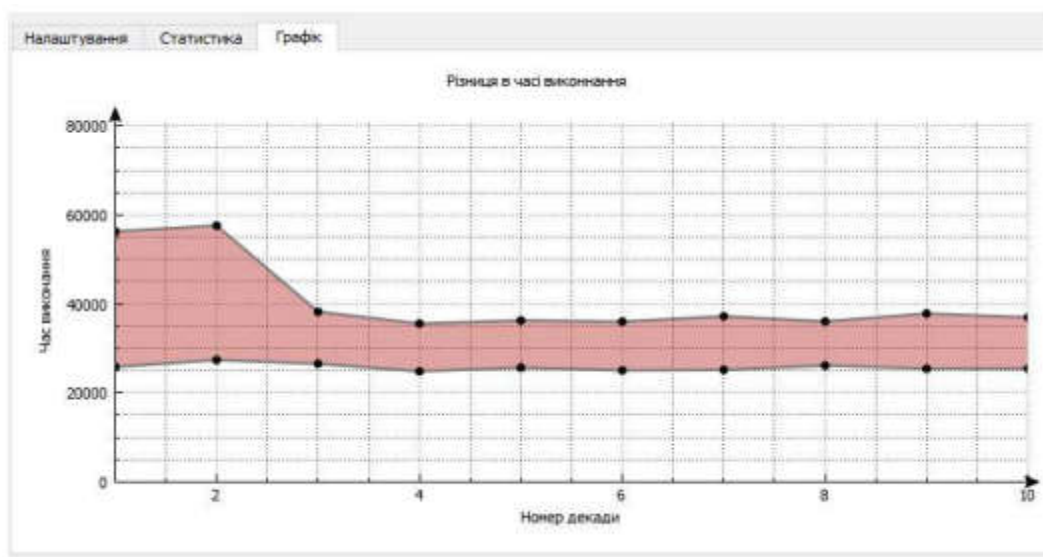 Налаштування Статистика Графік
Різниця в часі виконнання
80000
60000
40000
20000
0
Час виконання
2 4 6 8 10
Номер декади